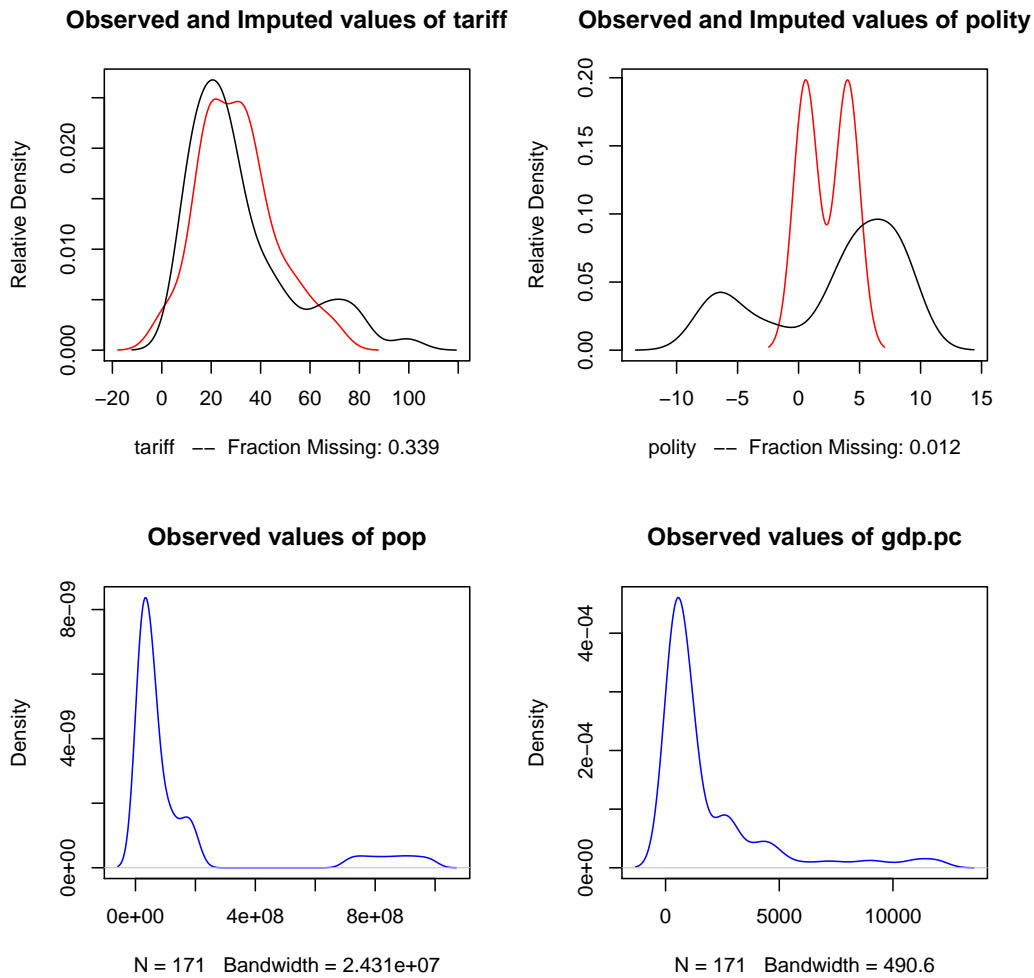 Observed and Imputed values of tariff
Relative Density
0.000
0.010
0.020
−20 0 20 40 60 80 100
tariff −− Fraction Missing: 0.339
Observed and Imputed values of polity
Relative Density
0.00
0.05
0.10
0.15
0.20
−10 −5 0 5 10 15
polity −− Fraction Missing: 0.012
Observed values of pop
Density
0e+00
4e−09
8e−09
0e+00 4e+08 8e+08
N = 171 Bandwidth = 2.431e+07
Observed values of gdp.pc
Density
0e+00
2e−04
4e−04
0 5000 10000
N = 171 Bandwidth = 490.6